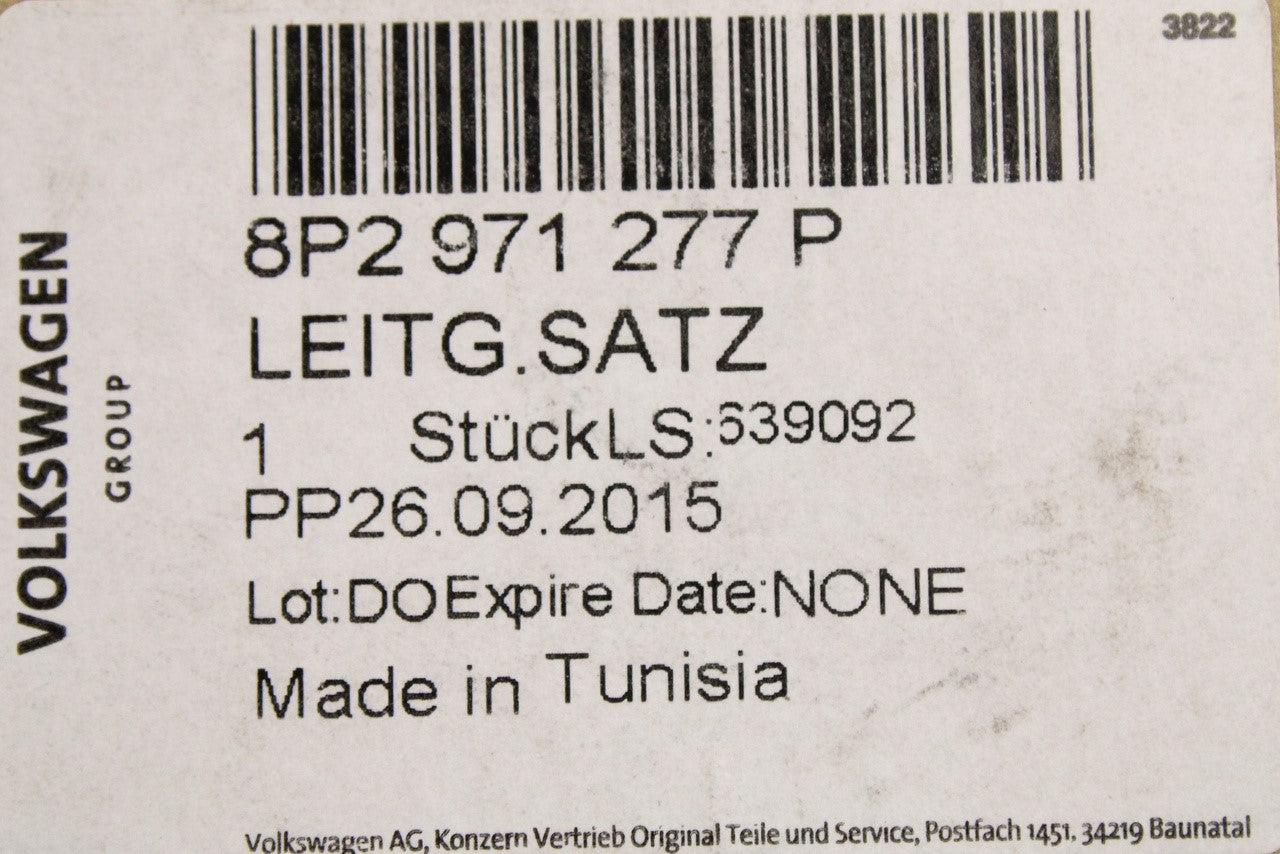 3822
8P2 971 277 P
LEITG.SATZ
1 StückLS:639092
PP26.09.2015
Lot:DOExpire Date:NONE
Made in Tunisia
Volkswagen AG, Konzern Vertrieb Original Teile und Service, Postfach 1451, 34219 Baunatal
VOLKSWAGEN
GROUP